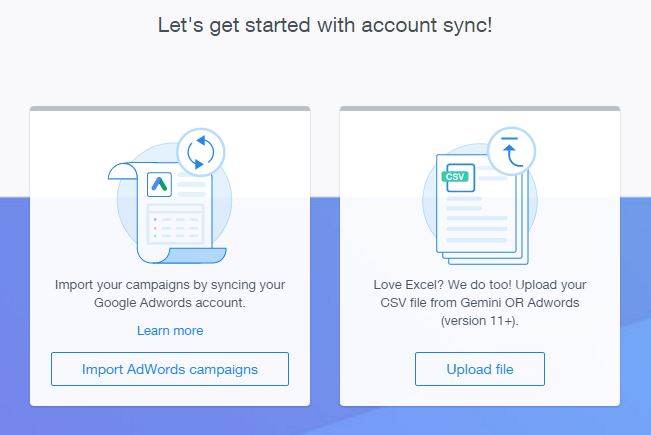 Let's get started with account sync!
Import your campaigns by syncing your
Google Adwords account.
Learn more
Import AdWords campaigns
CSV
Love Excel? We do too! Upload your
CSV file from Gemini OR Adwords
(version 11+).
Upload file